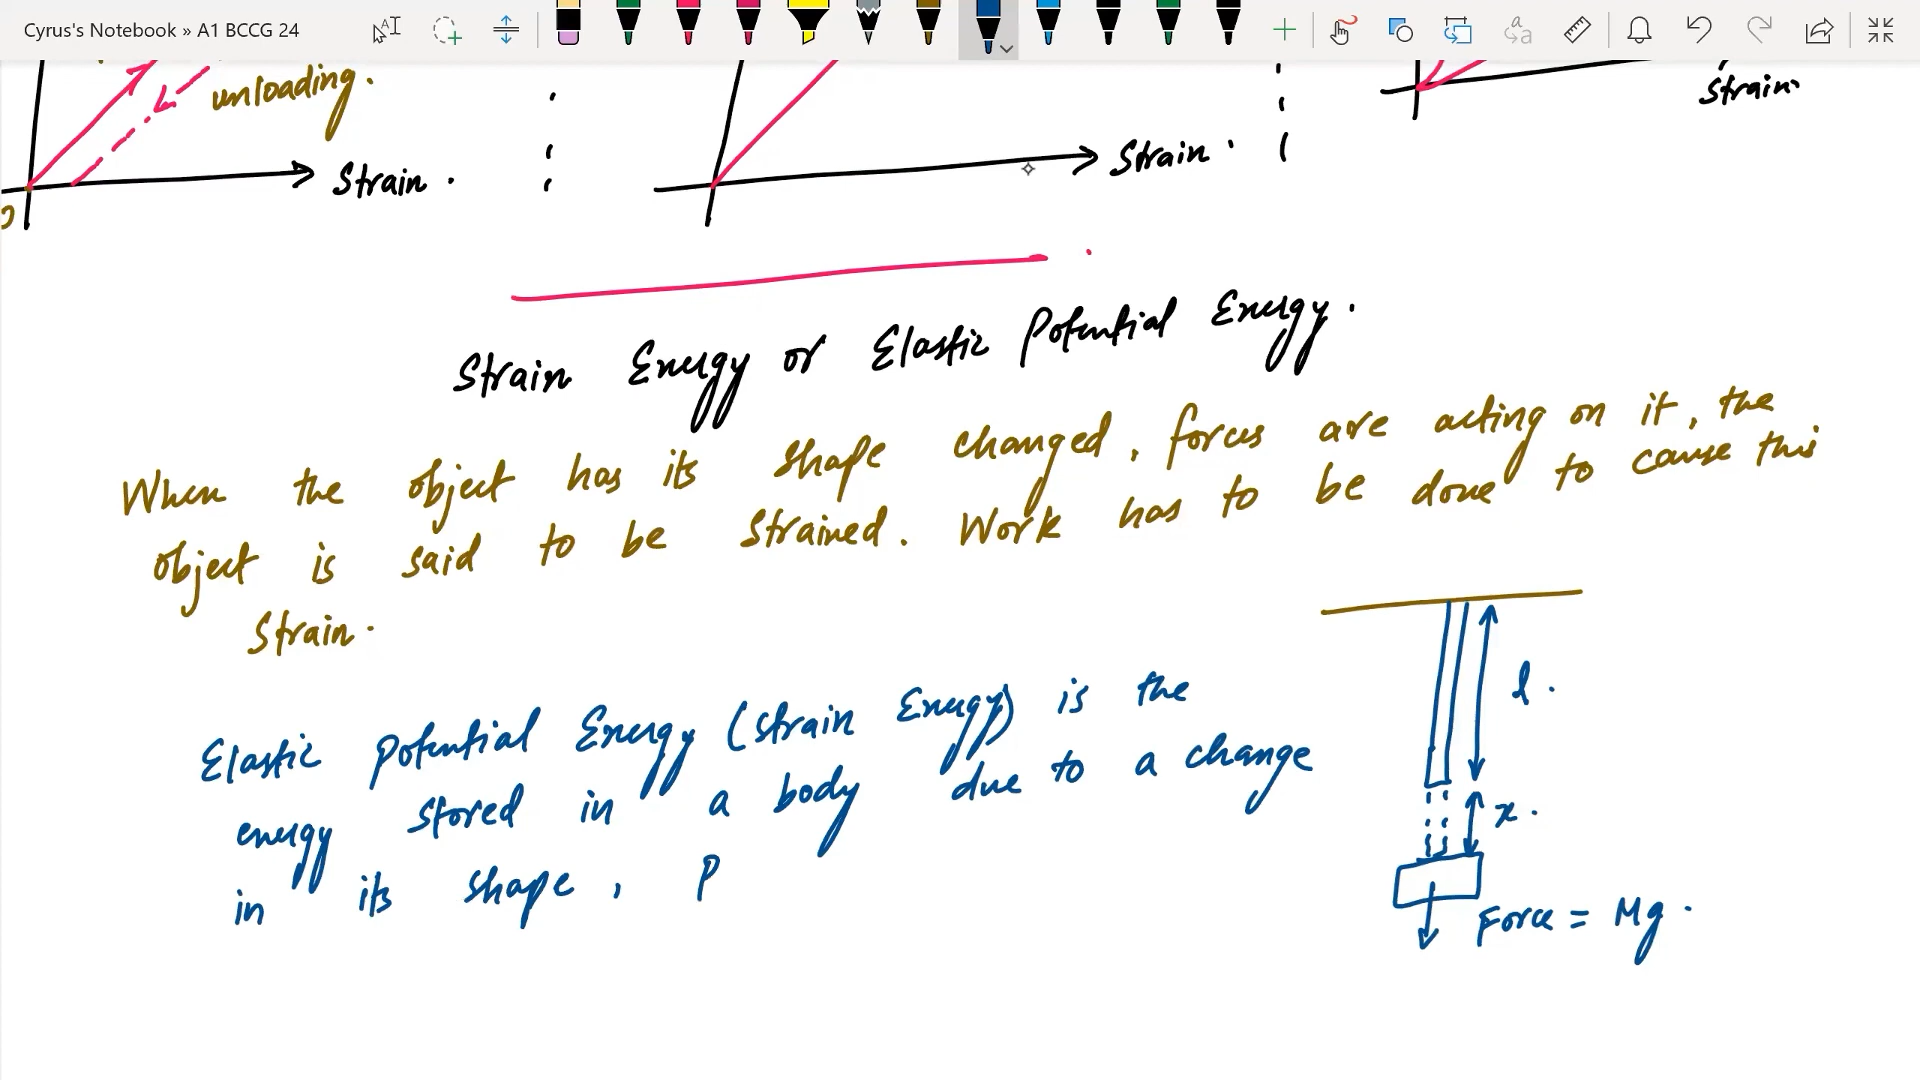 Cyrus's Notebook » A1 BCCG 24
unloading.
Strain.
Strain.
Strain.
Strain Energy or Elastic Potential Energy.
When the object has its shape changed, forces are acting on it, the
object is said to be strained. Work has to be done to cause this
Strain.
l.
Elastic Potential Energy (strain Energy) is the
energy stored in a body due to a change
x.
in its shape, P
Force = Mg.